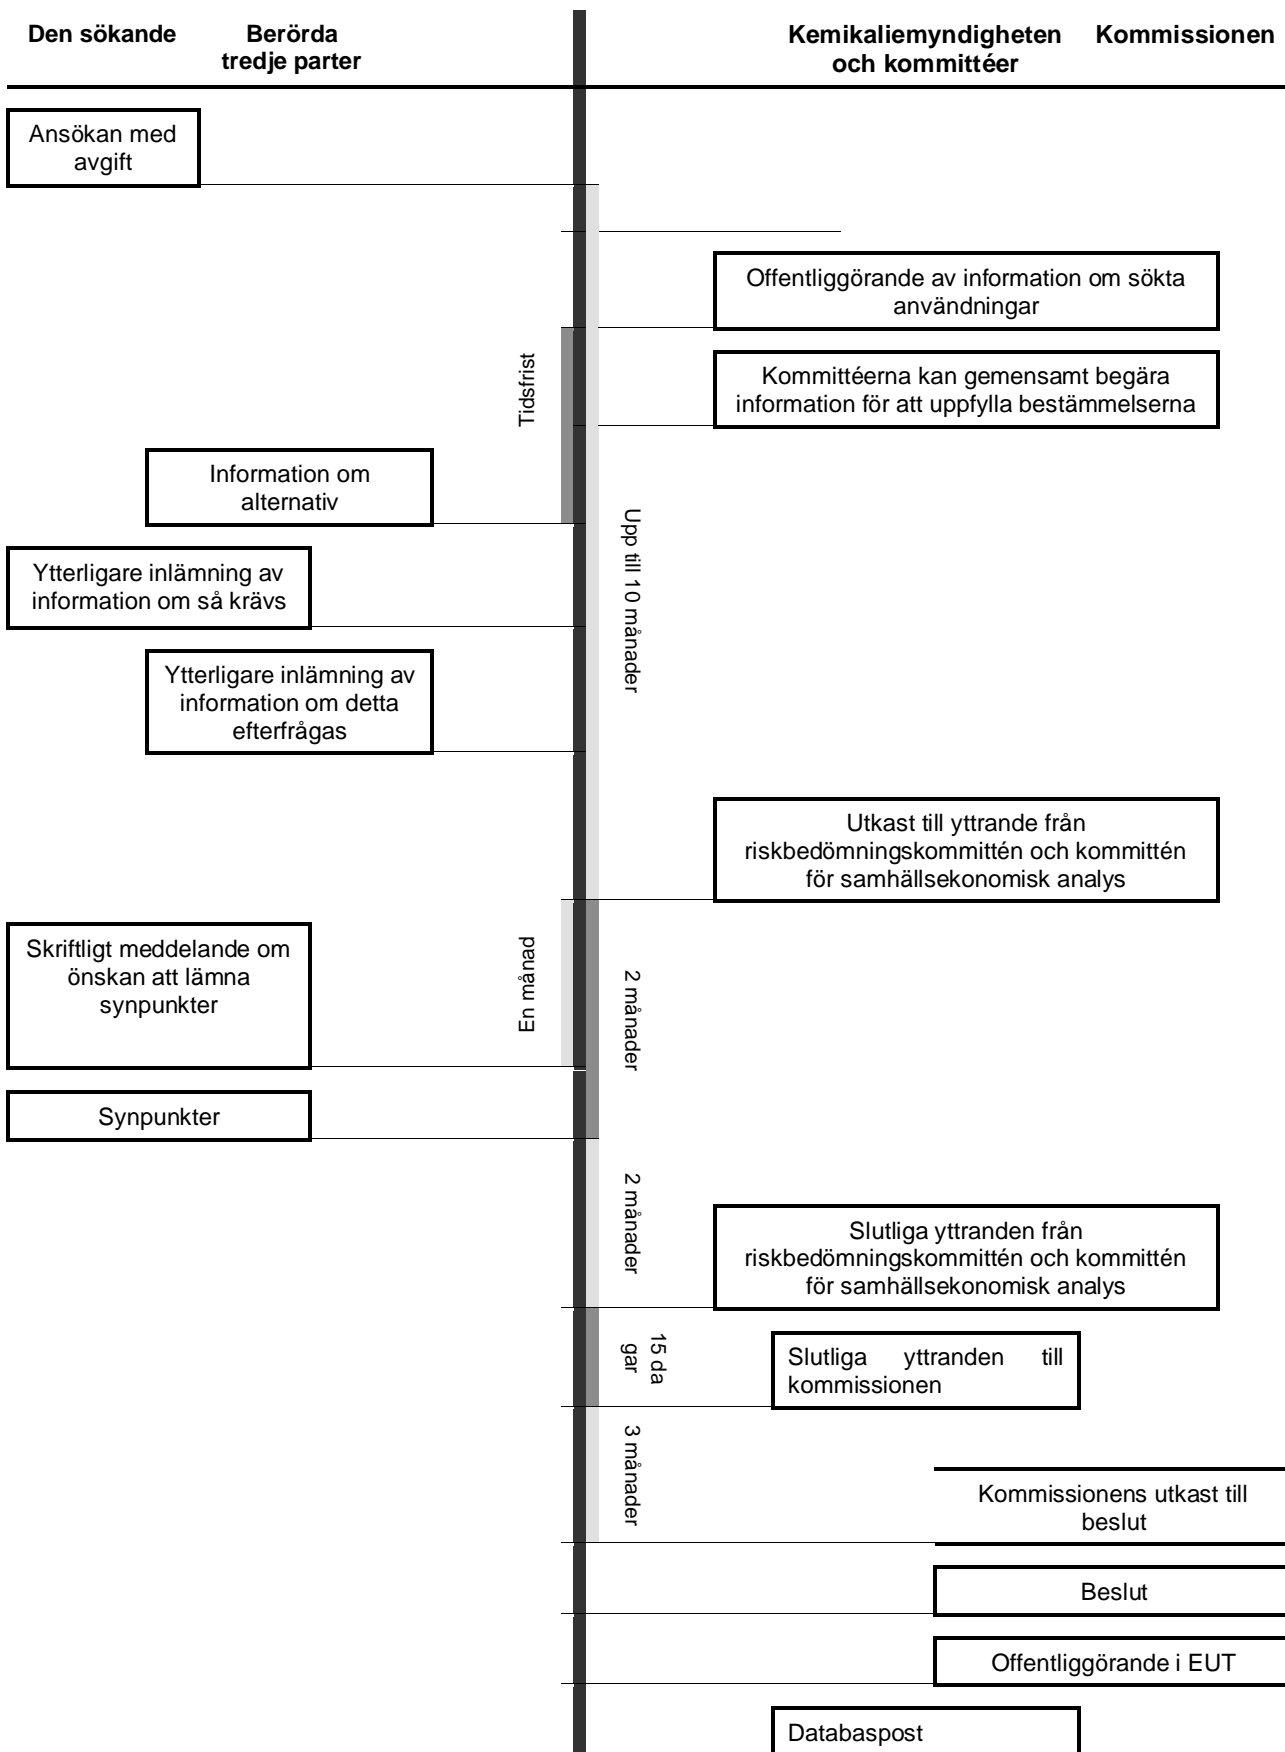 Den sökande
Berörda
tredje parter
Kemikaliemyndigheten
och kommittéer
Kommissionen
Ansökan med
avgift
Offentliggörande av information om sökta
användningar
Tidsfrist
Kommittéerna kan gemensamt begära
information för att uppfylla bestämmelserna
Information om
alternativ
Upp till 10 månader
Ytterligare inlämning av
information om så krävs
Ytterligare inlämning av
information om detta
efterfrågas
Utkast till yttrande från
riskbedömningskommittén och kommittén
för samhällsekonomisk analys
Skriftligt meddelande om
önskan att lämna
synpunkter
En månad
2 månader
Synpunkter
2 månader
Slutliga yttranden från
riskbedömningskommittén och kommittén
för samhällsekonomisk analys
15 da
gar
Slutliga yttranden till
kommissionen
3 månader
Kommissionens utkast till
beslut
Beslut
Offentliggörande i EUT
Databaspost